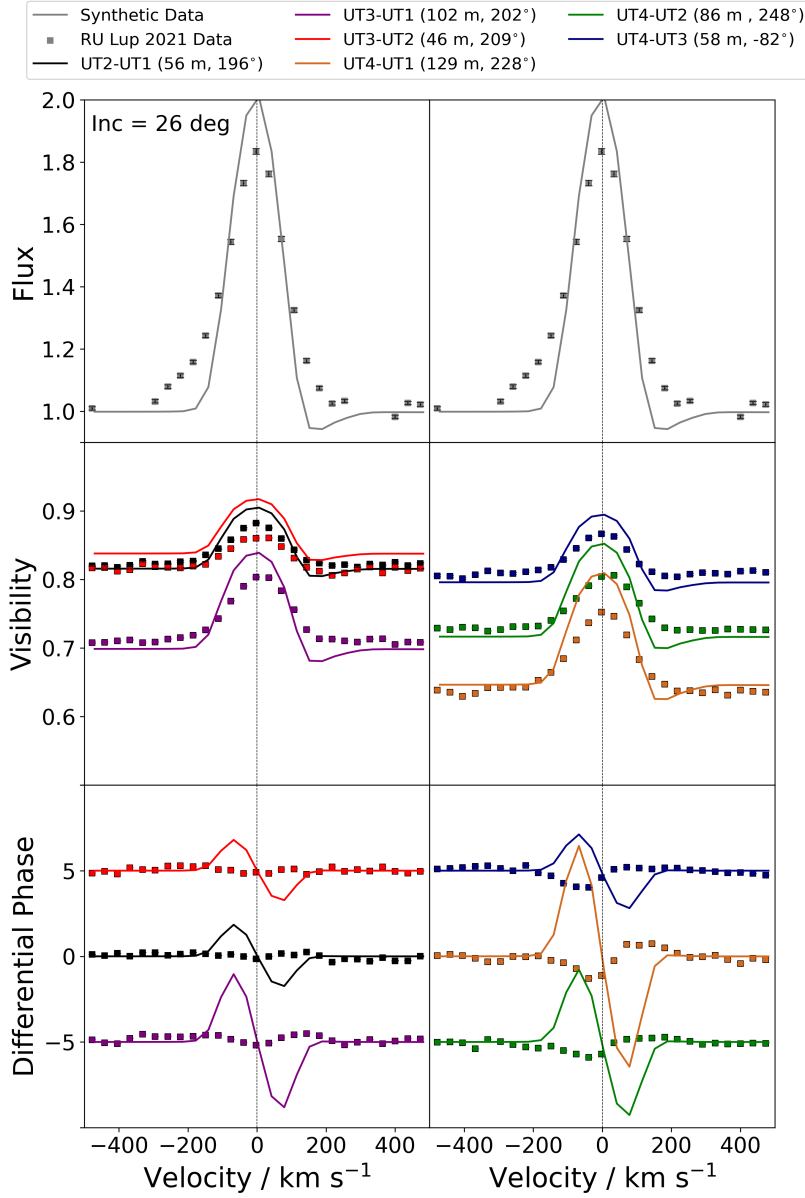 Synthetic Data
RU Lup 2021 Data
UT2-UT1 (56 m, 196°)
UT3-UT1 (102 m, 202°)
UT3-UT2 (46 m, 209°)
UT4-UT1 (129 m, 228°)
UT4-UT2 (86 m , 248°)
UT4-UT3 (58 m, -82°)
Inc = 26 deg
Flux
2.0
1.8
1.6
1.4
1.2
1.0
Visibility
0.9
0.8
0.7
0.6
Differential Phase
5
0
−5
−400 −200 0 200 400
−400 −200 0 200 400
Velocity / km s⁻¹
Velocity / km s⁻¹